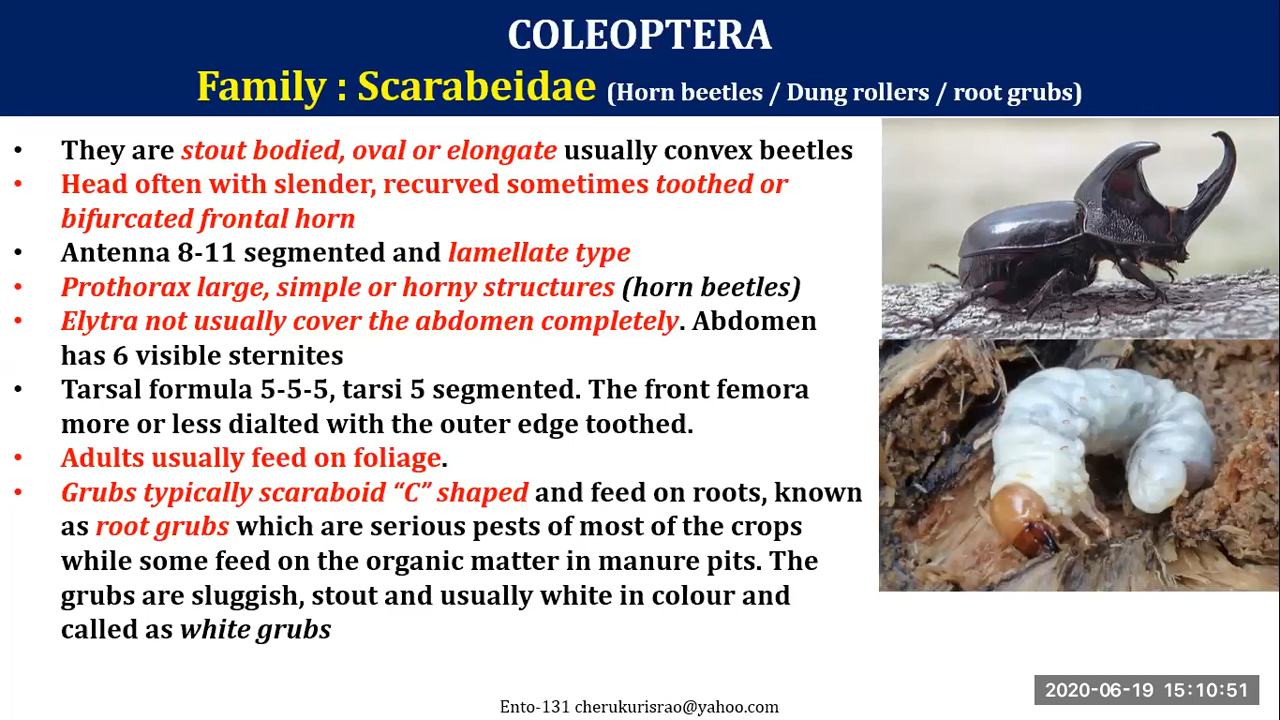 COLEOPTERA
Family : Scarabeidae (Horn beetles / Dung rollers / root grubs)
• They are stout bodied, oval or elongate usually convex beetles
• Head often with slender, recurved sometimes toothed or
bifurcated frontal horn
• Antenna 8-11 segmented and lamellate type
• Prothorax large, simple or horny structures (horn beetles)
• Elytra not usually cover the abdomen completely. Abdomen
has 6 visible sternites
• Tarsal formula 5-5-5, tarsi 5 segmented. The front femora
more or less dialted with the outer edge toothed.
• Adults usually feed on foliage.
• Grubs typically scaraboid “C” shaped and feed on roots, known
as root grubs which are serious pests of most of the crops
while some feed on the organic matter in manure pits. The
grubs are sluggish, stout and usually white in colour and
called as white grubs
2020-06-19 15:10:51
Ento-131 cherukurisrao@yahoo.com